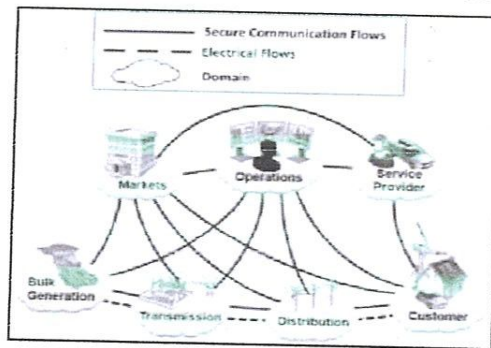 Secure Communication Flows
Electrical Flows
Domain
Markets
Operations
Service
Provider
Bulk
Generation
Transmission
Distribution
Customer